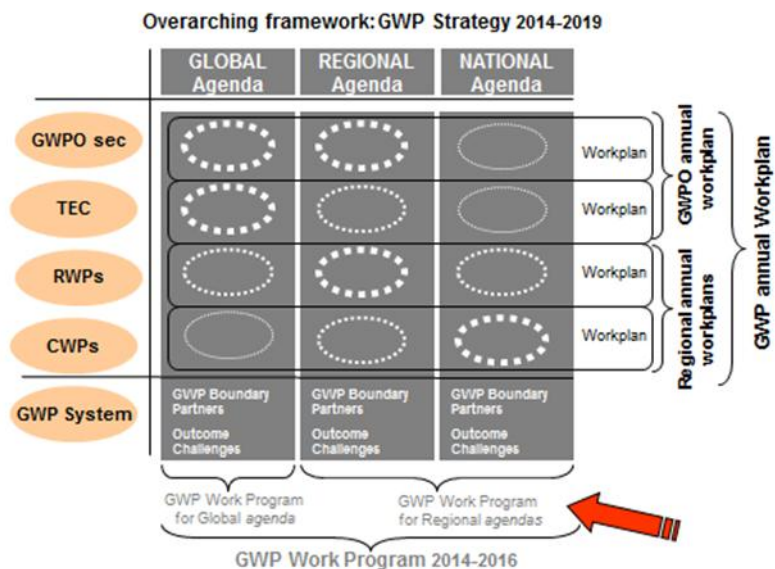 Overarching framework: GWP Strategy 2014-2019
GLOBAL
Agenda
REGIONAL
Agenda
NATIONAL
Agenda
GWPO sec
Workplan
TEC
Workplan
RWPs
Workplan
CWPs
Workplan
GWPO annual
workplan
Regional annual
workplans
GWP annual Workplan
GWP System
GWP Boundary
Partners
Outcome
Challenges
GWP Boundary
Partners
Outcome
Challenges
GWP Boundary
Partners
Outcome
Challenges
GWP Work Program
for Global agenda
GWP Work Program
for Regional agendas
GWP Work Program 2014-2016